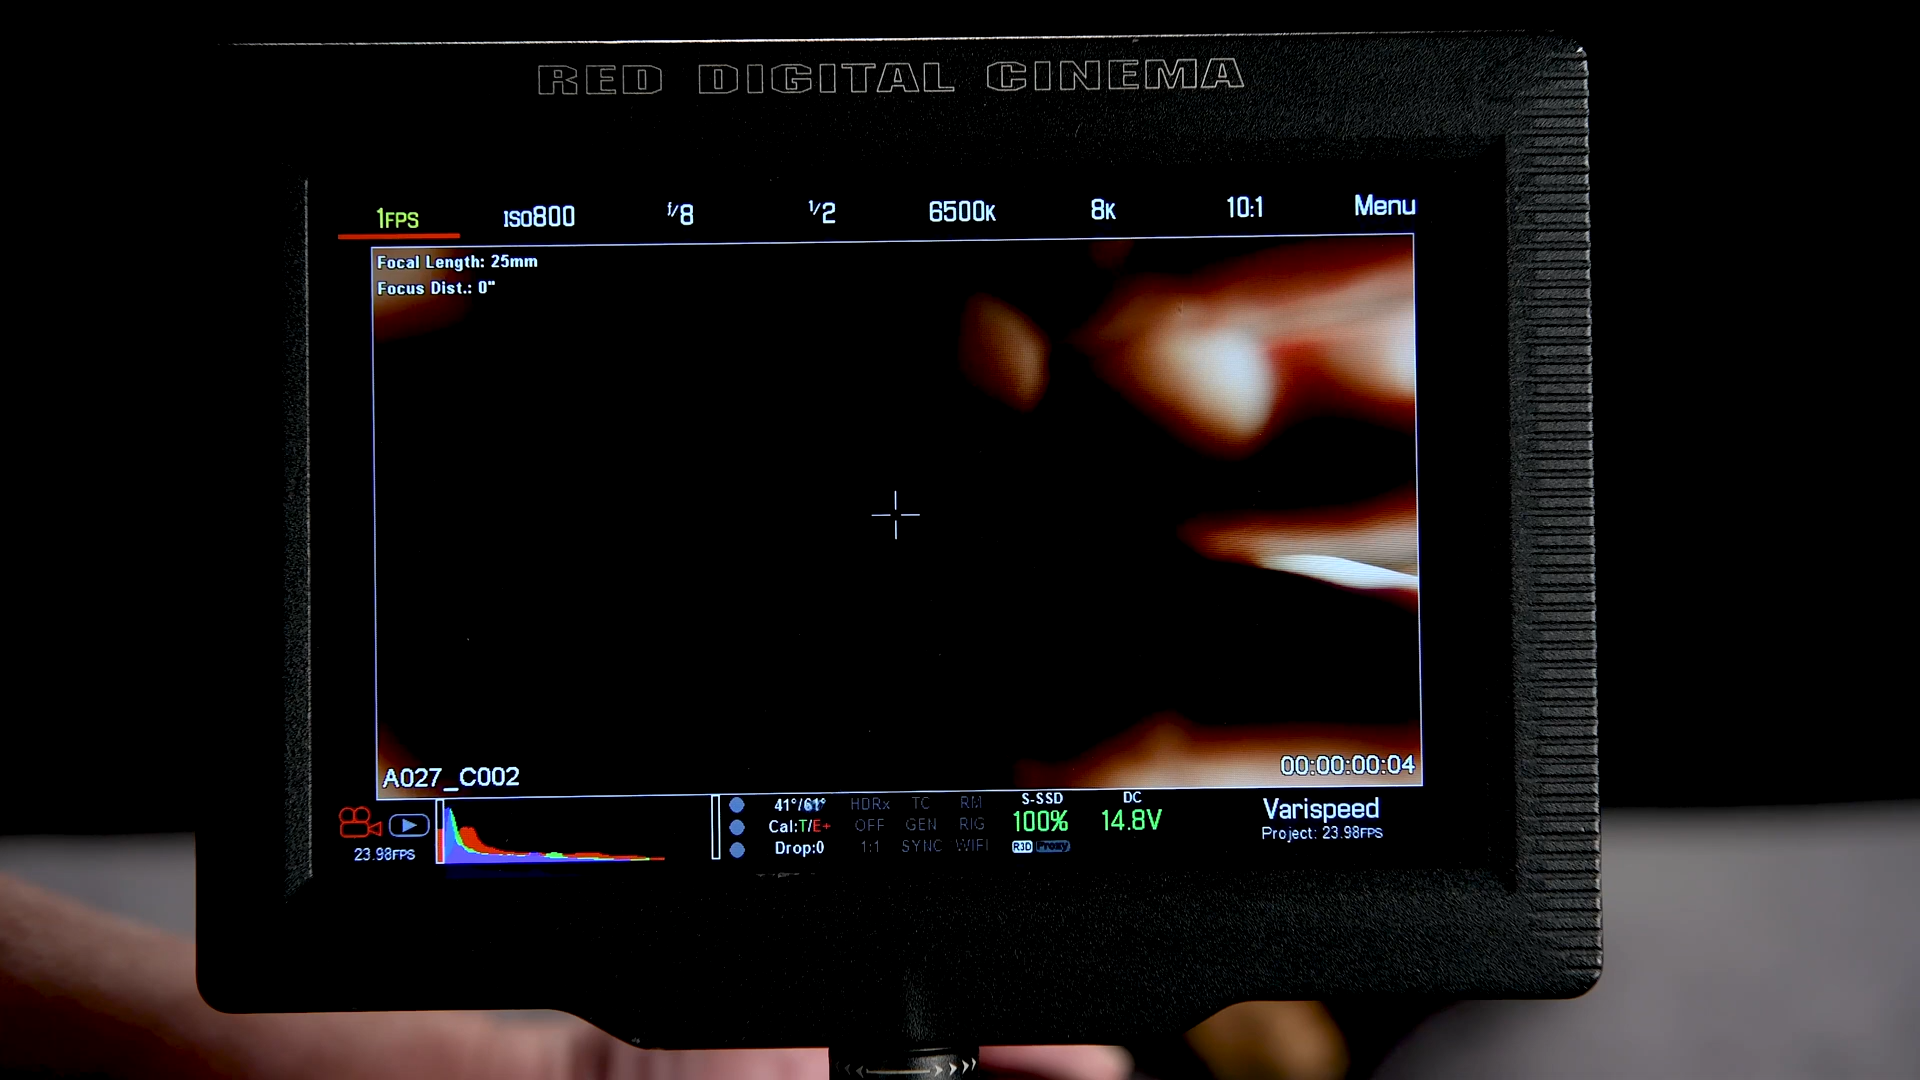 RED DIGITAL CINEMA
1FPS ISO800 f/8 1/2 6500K 8K 10:1 Menu
Focal Length: 25mm
Focus Dist.: 0"
A027_C002 00:00:00:04
41°/61° HDRx TC RM S-SSD DC Varispeed
Cal:T/E+ OFF GEN RIG 100% 14.8V Project: 23.98FPS
23.98FPS Drop:0 1:1 SYNC WIFI R3D Proxy